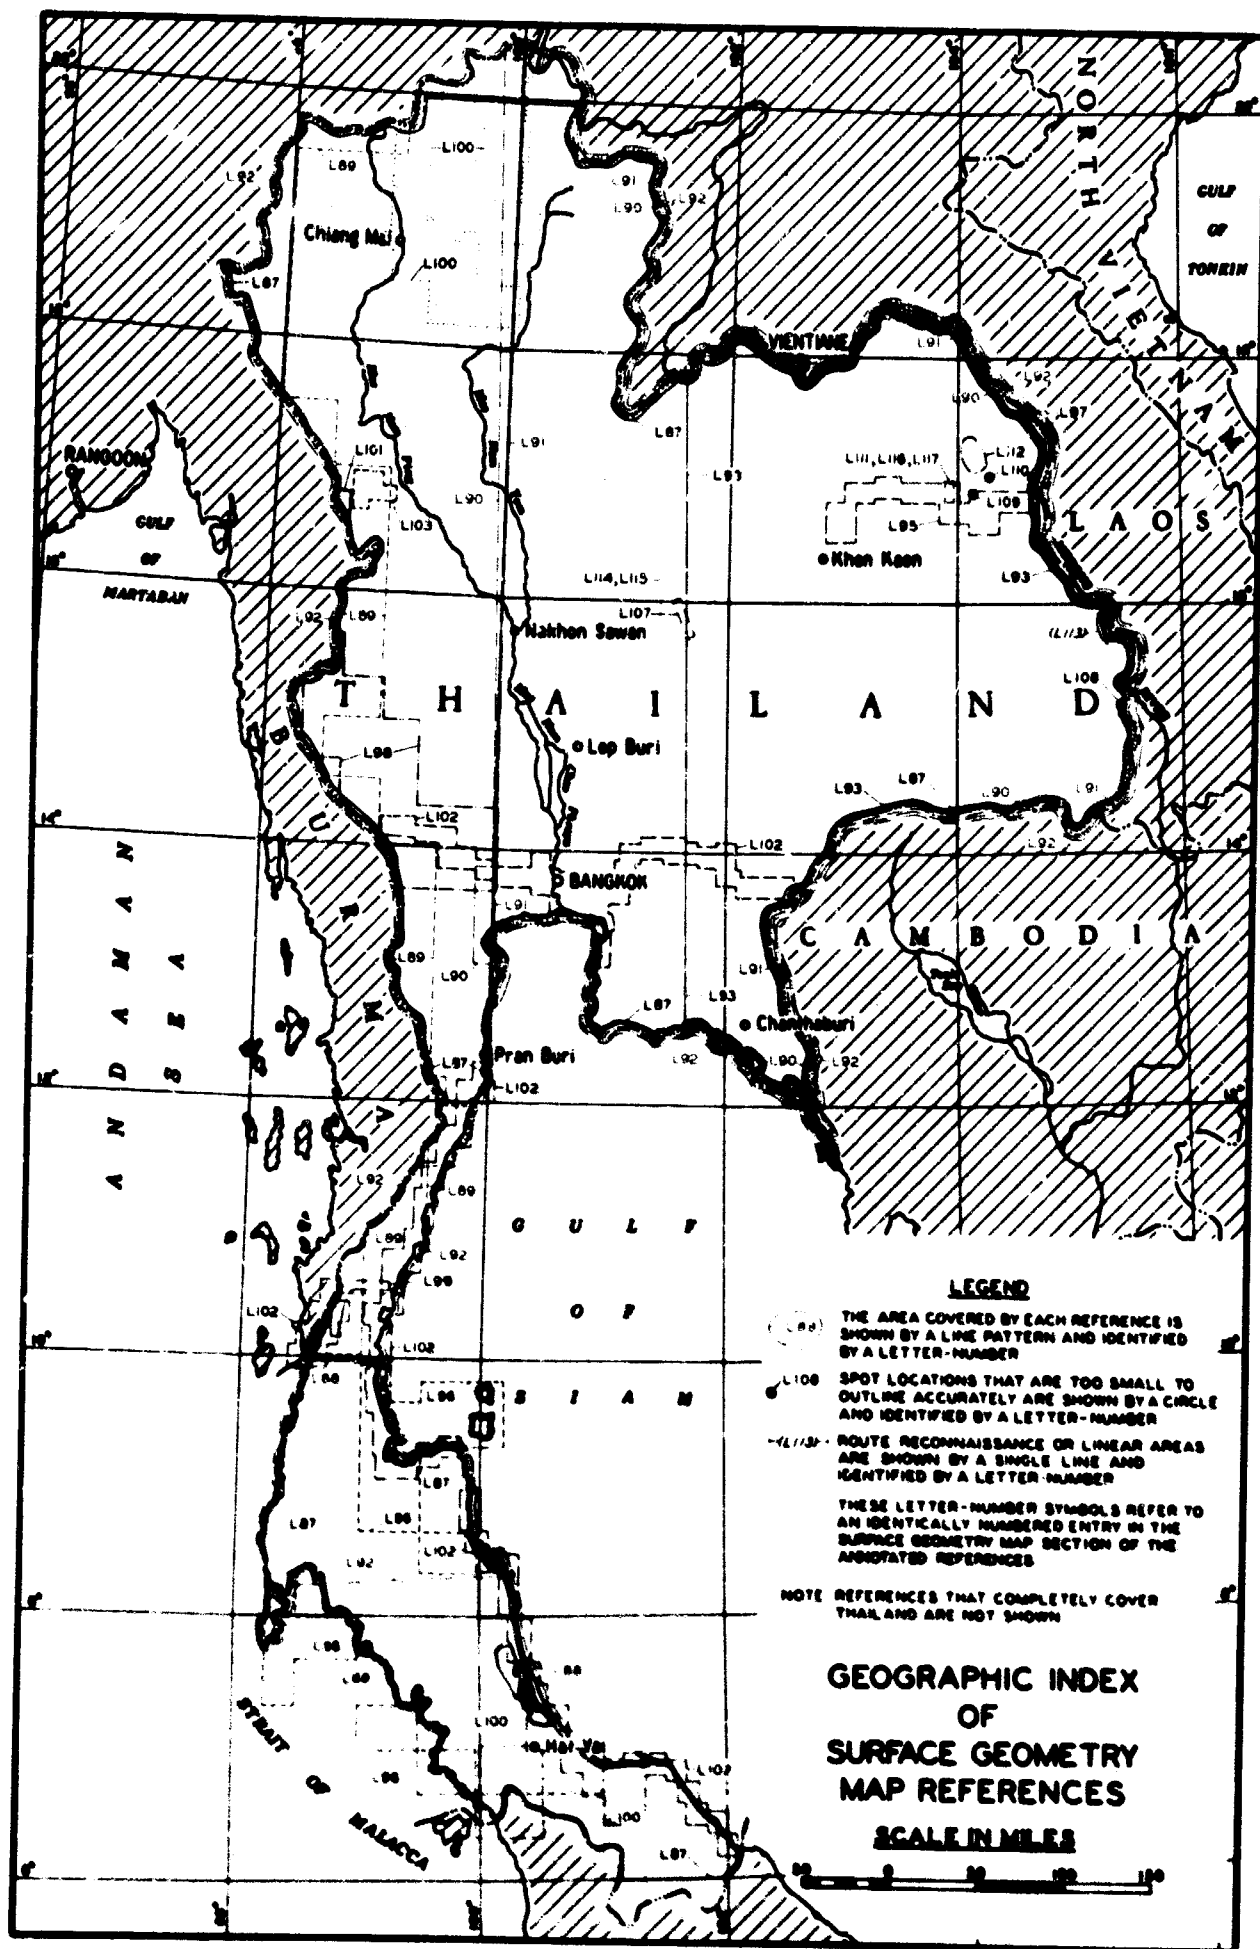 NORTH VIETNAM
GULF
OF
TONKIN
L100
L89
L92
L91
L90
L92
Chiang Mai
L100
L87
18°
VIENTIANE
L91
L92
L90
L87
L87
L91
L93
L101
L111, L116, L117
L112
L110
RANGOON
L90
L103
L109
L95
LAOS
GULF
OF
MARTABAN
Khon Kaen
L93
L114, L115
L107
L92
L89
Nakhon Sawan
(L113)
L108
THAILAND
L98
Lop Buri
L93
L87
L90
L91
L102
L92
14°
L102
14°
BURMA
ANDAMAN
SEA
BANGKOK
L91
CAMBODIA
L89
L90
L91
L87
L93
Chanthaburi
L87
Pran Buri
L92
L90
L92
L102
L92
L89
L89
L92
L99
GULF
OF
SIAM
L102
L102
L88
L96
L87
L87
L96
L102
L92
L100
Hat Yai
L102
L100
L87
STRAIT
OF
MALACCA
LEGEND
THE AREA COVERED BY EACH REFERENCE IS
SHOWN BY A LINE PATTERN AND IDENTIFIED
BY A LETTER-NUMBER
L108 SPOT LOCATIONS THAT ARE TOO SMALL TO
OUTLINE ACCURATELY ARE SHOWN BY A CIRCLE
AND IDENTIFIED BY A LETTER-NUMBER
(L113) ROUTE RECONNAISSANCE OR LINEAR AREAS
ARE SHOWN BY A SINGLE LINE AND
IDENTIFIED BY A LETTER-NUMBER
THESE LETTER-NUMBER SYMBOLS REFER TO
AN IDENTICALLY NUMBERED ENTRY IN THE
SURFACE GEOMETRY MAP SECTION OF THE
ANNOTATED REFERENCES
NOTE REFERENCES THAT COMPLETELY COVER
THAILAND ARE NOT SHOWN
GEOGRAPHIC INDEX
OF
SURFACE GEOMETRY
MAP REFERENCES
SCALE IN MILES
50 0 50 100 150